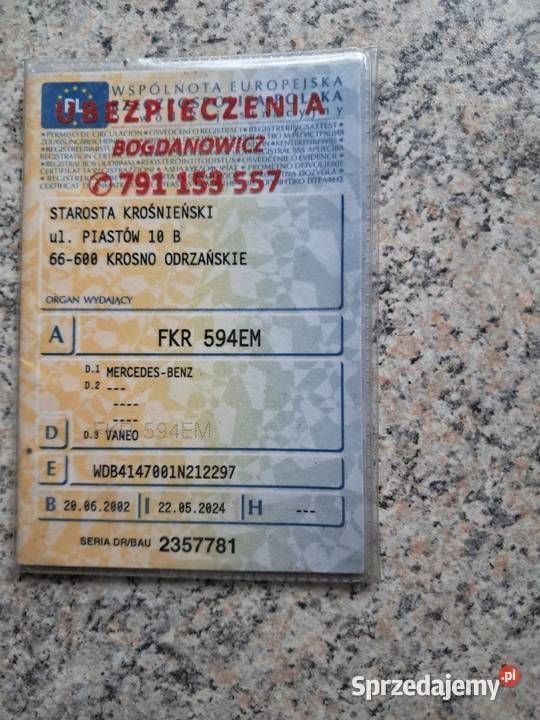 PL
WSPÓLNOTA EUROPEJSKA
UBEZPIECZENIA
BOGDANOWICZ
✆ 791 153 557
STAROSTA KROŚNIEŃSKI
ul. PIASTÓW 10 B
66-600 KROSNO ODRZAŃSKIE
ORGAN WYDAJĄCY
A FKR 594EM
D.1 MERCEDES-BENZ
D.2 ---
----
----
FKR 594EM
D D.3 VANEO
E WDB4147001N212297
B 20.06.2002 I 22.05.2024 H ---
SERIA DR/BAU 2357781
Sprzedajemy.pl